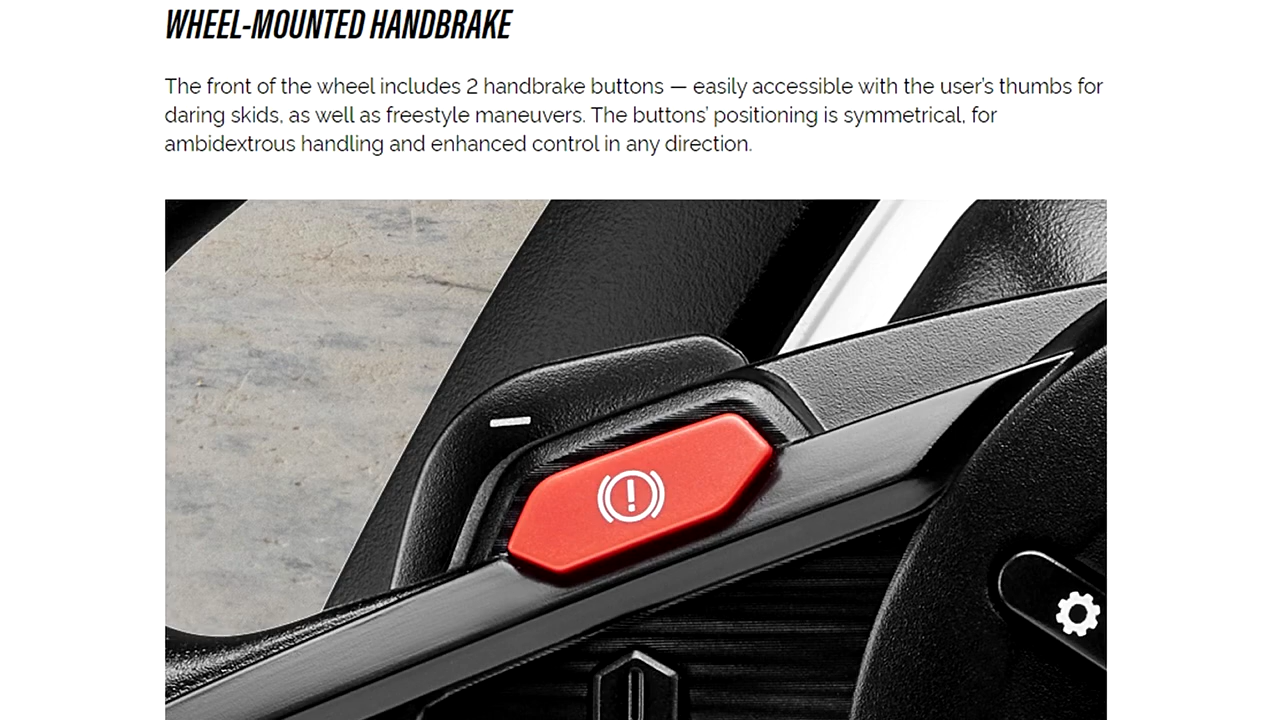 WHEEL-MOUNTED HANDBRAKE
The front of the wheel includes 2 handbrake buttons — easily accessible with the user’s thumbs for
daring skids, as well as freestyle maneuvers. The buttons’ positioning is symmetrical, for
ambidextrous handling and enhanced control in any direction.